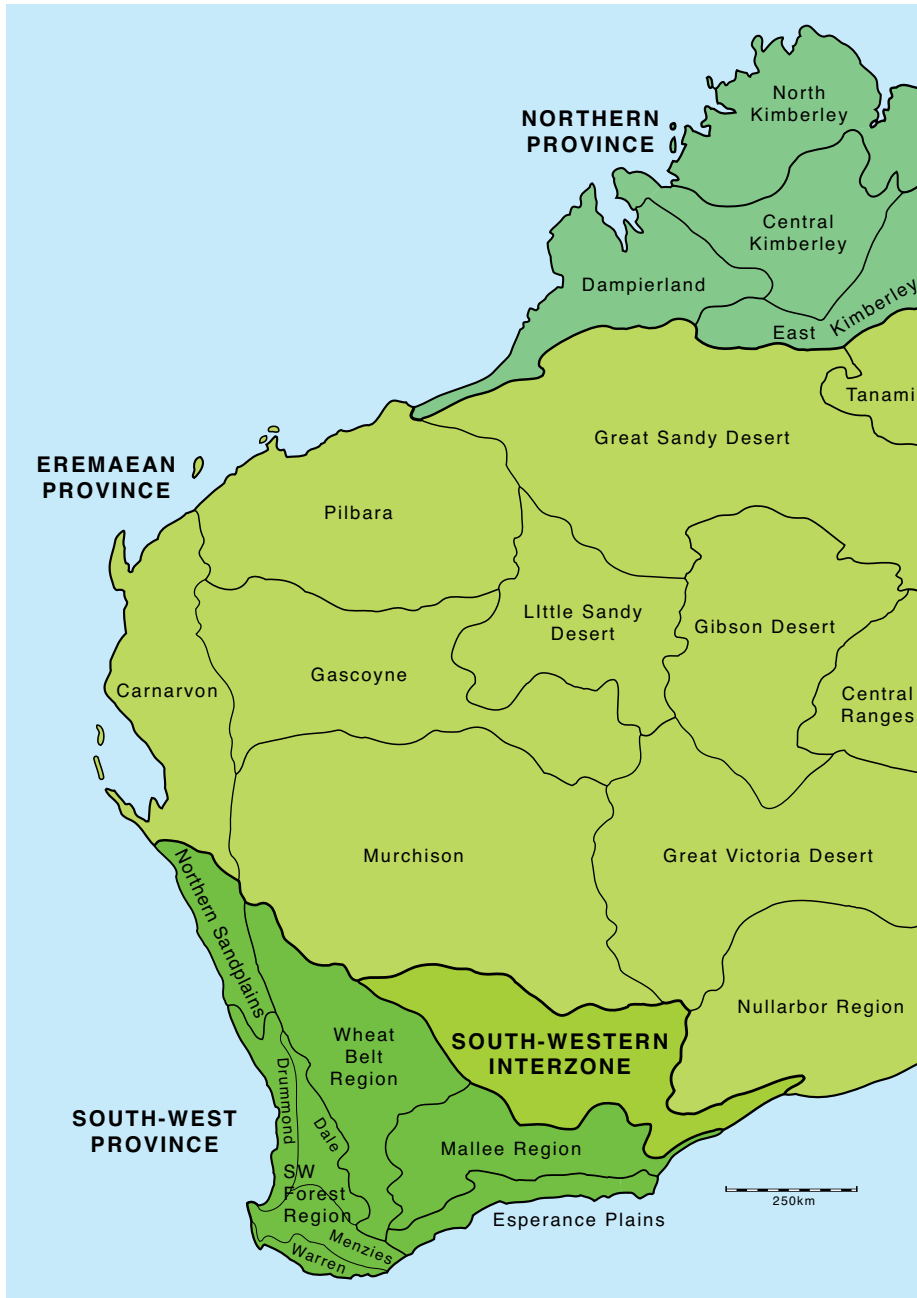 North
Kimberley
NORTHERN
PROVINCE
Central
Kimberley
Dampierland
East Kimberley
Tanami
Great Sandy Desert
EREMAEAN
PROVINCE
Pilbara
LIttle Sandy
Desert
Gibson Desert
Gascoyne
Carnarvon
Central
Ranges
Murchison
Great Victoria Desert
Northern Sandplains
Nullarbor Region
Wheat
Belt
Region
SOUTH-WESTERN
INTERZONE
Drummond
Dale
SOUTH-WEST
PROVINCE
Mallee Region
SW
Forest
Region
250km
Esperance Plains
Menzies
Warren